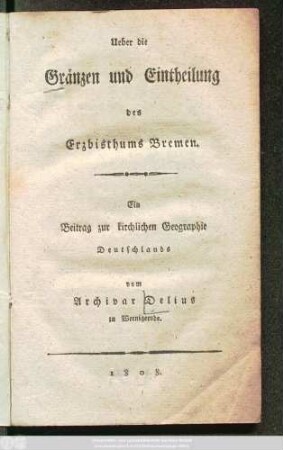 Ueber die
Gränzen und Eintheilung
des
Erzbisthums Bremen.
Ein
Beitrag zur kirchlichen Geographie
Deutschlands
vom
Archivar Delius
zu Wernigerode.
1808.